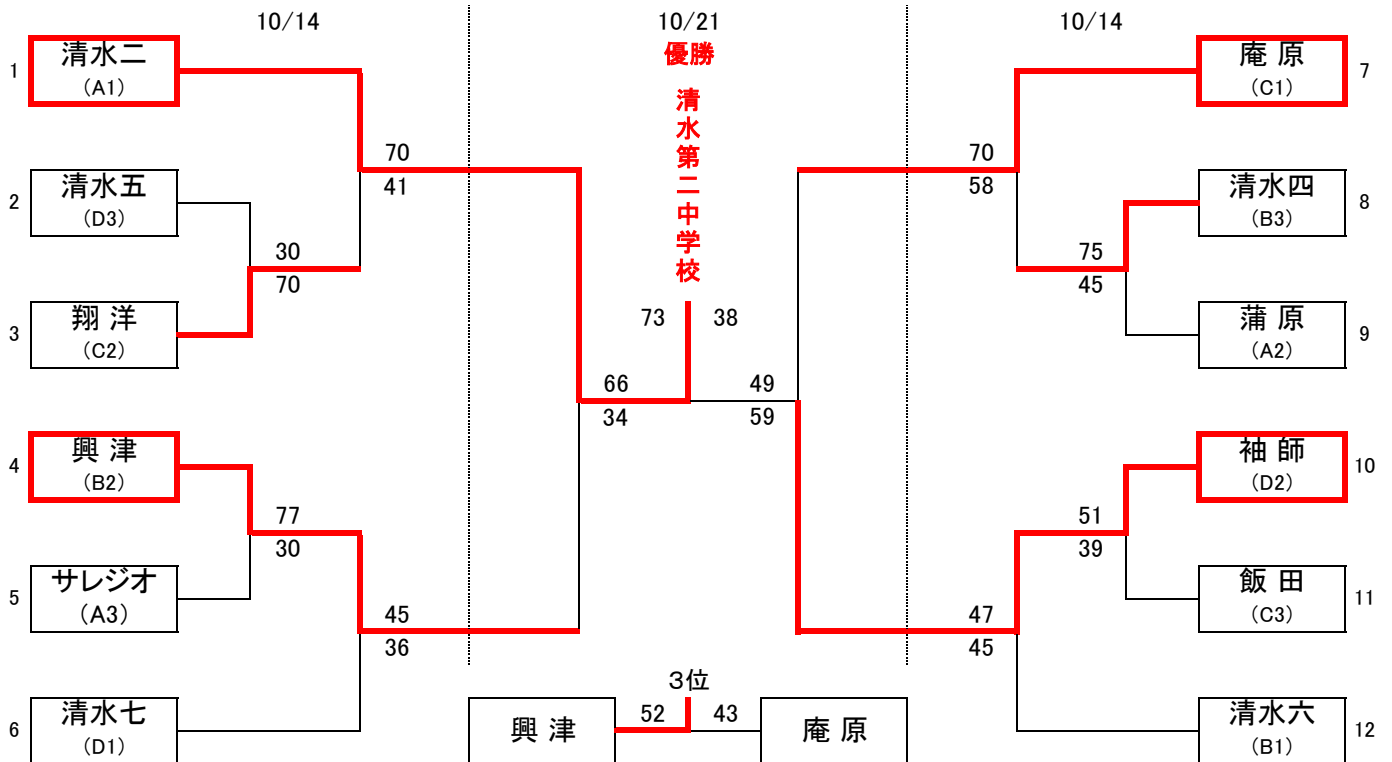 10/14
10/21
10/14
優勝
清水第二中学校
1
清水二
(A1)
2
清水五
(D3)
3
翔洋
(C2)
4
興津
(B2)
5
サレジオ
(A3)
6
清水七
(D1)
70
41
30
70
77
30
45
36
66
34
73
38
49
59
70
58
75
45
51
39
47
45
庵原
(C1)
7
清水四
(B3)
8
蒲原
(A2)
9
袖師
(D2)
10
飯田
(C3)
11
清水六
(B1)
12
3位
興津
52
43
庵原